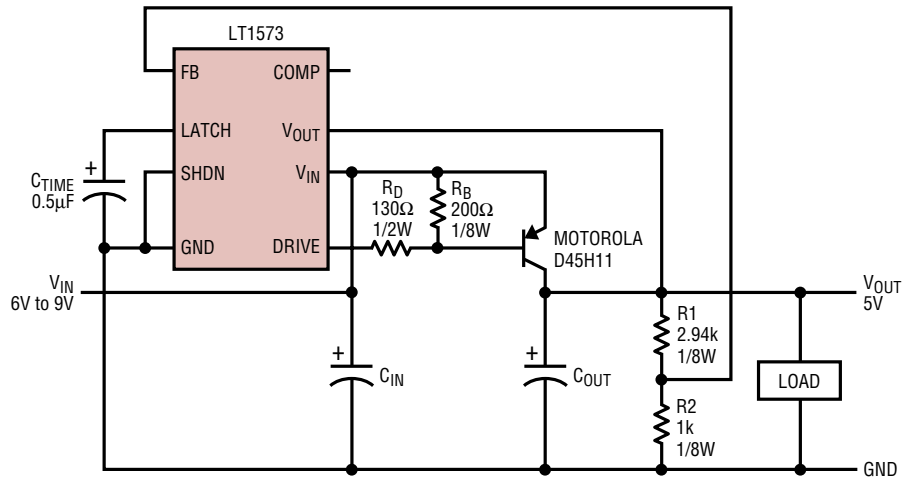 LT1573
FB
COMP
LATCH
VOUT
SHDN
VIN
GND
DRIVE
+
CTIME
0.5µF
RD
130Ω
1/2W
RB
200Ω
1/8W
MOTOROLA
D45H11
VIN
6V to 9V
VOUT
5V
+
CIN
+
COUT
R1
2.94k
1/8W
LOAD
R2
1k
1/8W
GND